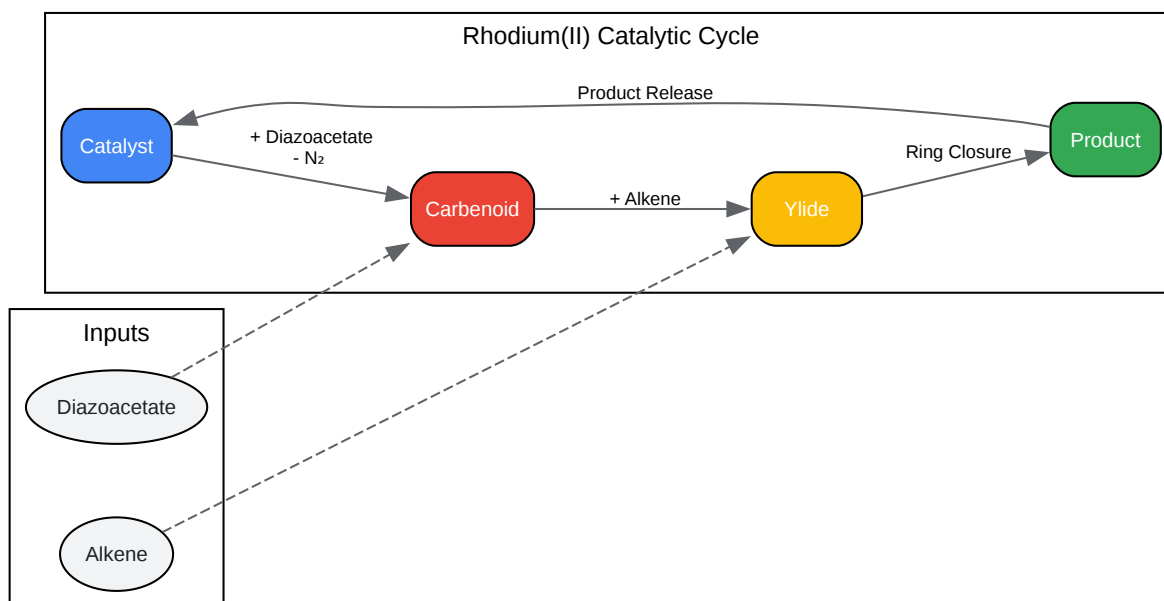 Rhodium(II) Catalytic Cycle
Product Release
Catalyst
+ Diazoacetate
- N₂
Carbenoid
+ Alkene
Ylide
Ring Closure
Product
Inputs
Diazoacetate
Alkene